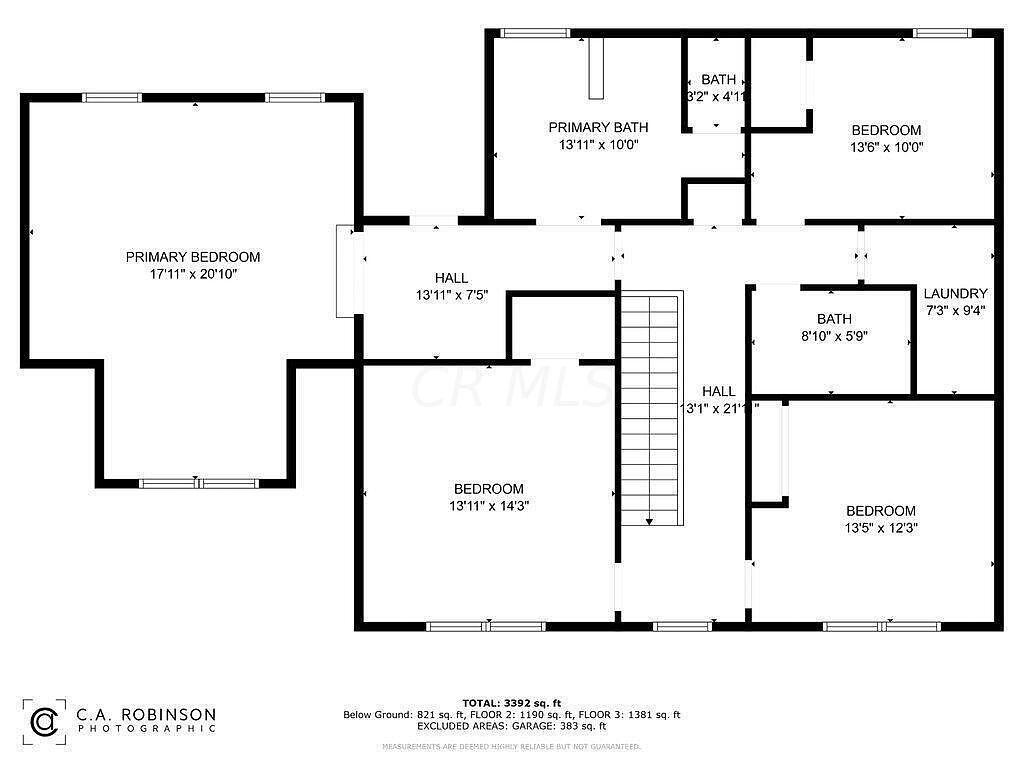 BATH
3'2" x 4'11"
PRIMARY BATH
13'11" x 10'0"
BEDROOM
13'6" x 10'0"
PRIMARY BEDROOM
17'11" x 20'10"
HALL
13'11" x 7'5"
LAUNDRY
7'3" x 9'4"
BATH
8'10" x 5'9"
CR MLS
HALL
13'1" x 21'11"
BEDROOM
13'11" x 14'3"
BEDROOM
13'5" x 12'3"
C.A. ROBINSON
PHOTOGRAPHIC
TOTAL: 3392 sq. ft
Below Ground: 821 sq. ft, FLOOR 2: 1190 sq. ft, FLOOR 3: 1381 sq. ft
EXCLUDED AREAS: GARAGE: 383 sq. ft
MEASUREMENTS ARE DEEMED HIGHLY RELIABLE BUT NOT GUARANTEED.